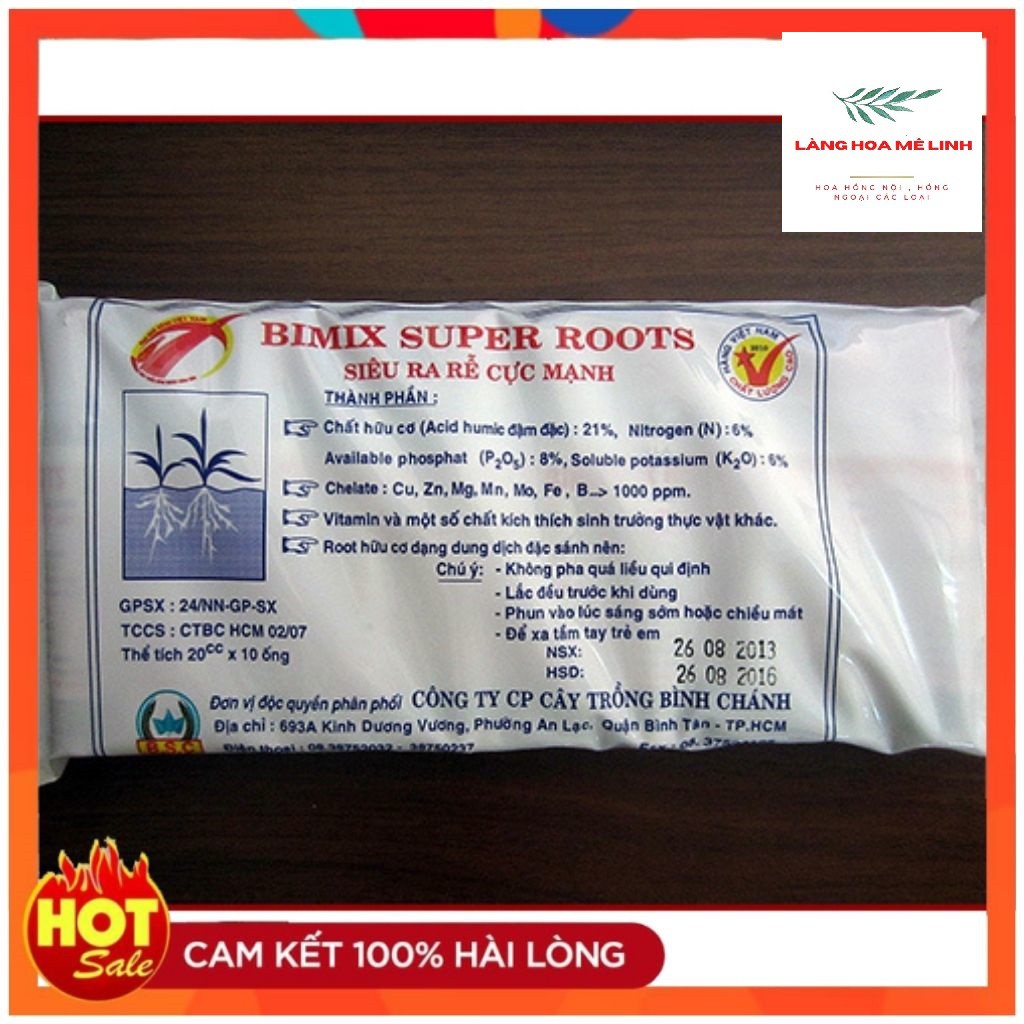 LÀNG HOA MÊ LINH
HOA HỒNG NỘI , HỒNG
NGOẠI CÁC LOẠI
BIMIX SUPER ROOTS
SIÊU RA RỄ CỰC MẠNH
HÀNG VIỆT NAM
2010
CHẤT LƯỢNG CAO
THÀNH PHẦN :
Chất hữu cơ (Acid humic đậm đặc) : 21%, Nitrogen (N) : 6%
Available phosphat (P₂O₅) : 8%, Soluble potassium (K₂O) : 6%
Chelate : Cu, Zn, Mg, Mn, Mo, Fe , B...> 1000 ppm.
Vitamin và một số chất kích thích sinh trưởng thực vật khác.
Root hữu cơ dạng dung dịch đặc sánh nên:
Chú ý: - Không pha quá liều qui định
- Lắc đều trước khi dùng
- Phun vào lúc sáng sớm hoặc chiều mát
- Để xa tầm tay trẻ em
GPSX : 24/NN-GP-SX
TCCS : CTBC HCM 02/07
Thể tích 20cc x 10 ống
NSX: 26 08 2013
HSD: 26 08 2016
Đơn vị độc quyền phân phối CÔNG TY CP CÂY TRỒNG BÌNH CHÁNH
BSC
Địa chỉ : 693A Kinh Dương Vương, Phường An Lạc, Quận Bình Tân - TP.HCM
Điện thoại : 08.38753032 - 38750237
HOT
Sale
CAM KẾT 100% HÀI LÒNG